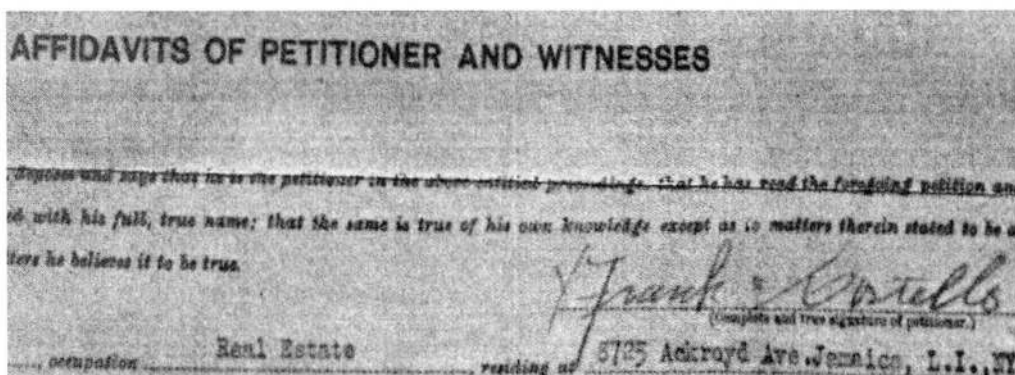 AFFIDAVITS OF PETITIONER AND WITNESSES
, deposes and says that he is the petitioner in the above entitled proceedings, that he has read the foregoing petition and
ed with his full, true name; that the same is true of his own knowledge except as to matters therein stated to be a
tters he believes it to be true.
Frank Costello
(Complete and true signature of petitioner.)
, occupation Real Estate, residing at 8725 Ackroyd Ave. Jamaica, L.I., NY